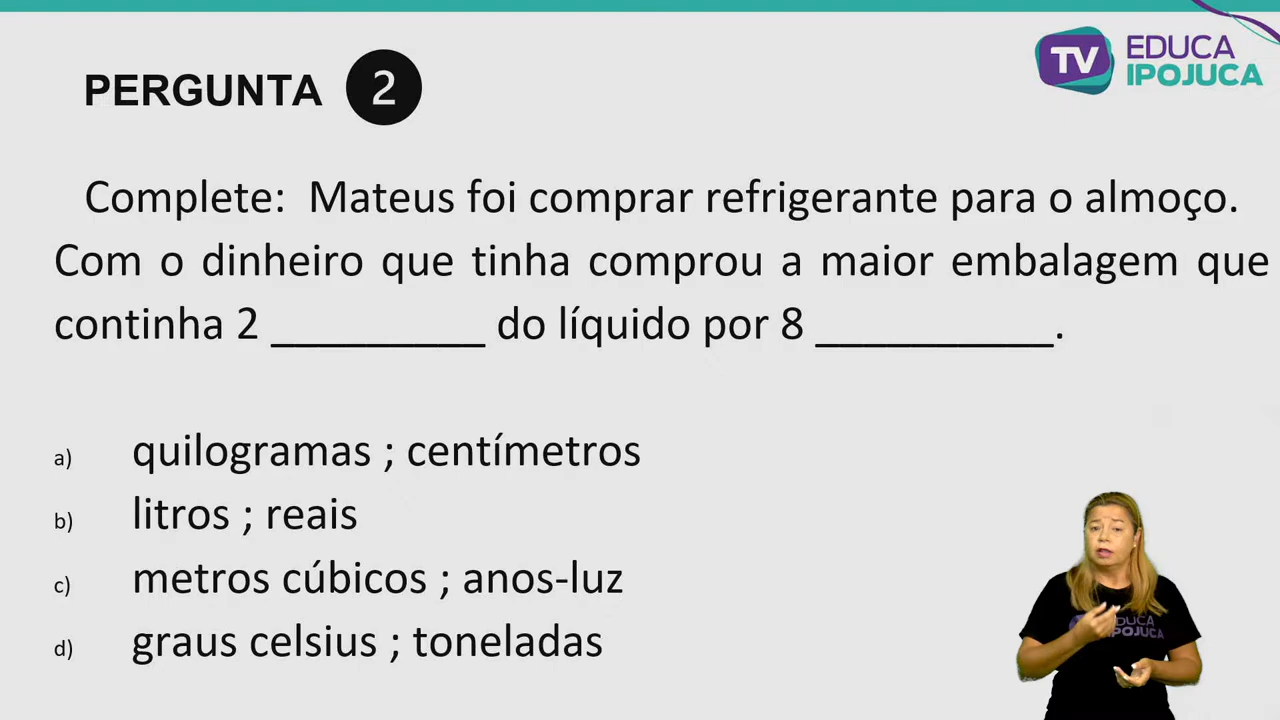 TV EDUCA
IPOJUCA
PERGUNTA 2
Complete: Mateus foi comprar refrigerante para o almoço.
Com o dinheiro que tinha comprou a maior embalagem que
continha 2 _________ do líquido por 8 __________.
a) quilogramas ; centímetros
b) litros ; reais
c) metros cúbicos ; anos-luz
d) graus celsius ; toneladas
EDUCA
IPOJUCA